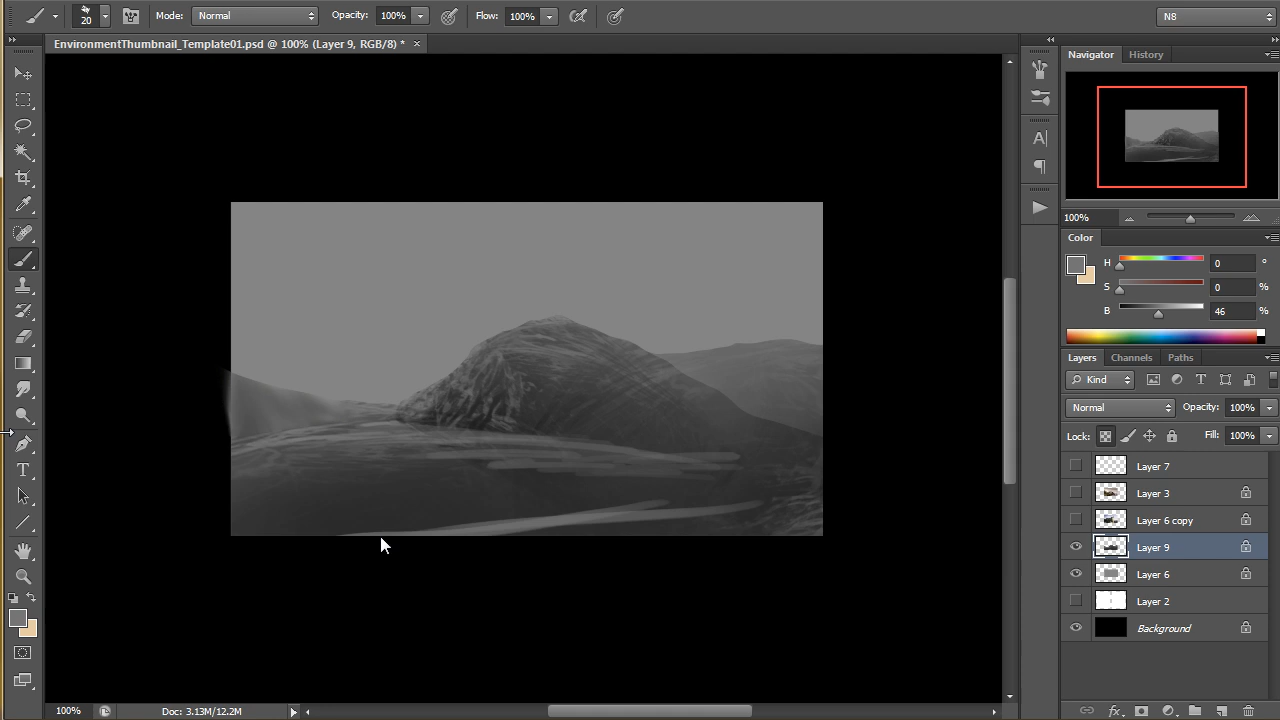 20 Mode: Normal Opacity: 100% Flow: 100% N8
EnvironmentThumbnail_Template01.psd @ 100% (Layer 9, RGB/8) * ×
Navigator History
100%
Color
H 0 °
S 0 %
B 46 %
Layers Channels Paths
Kind
Normal Opacity: 100%
Lock: Fill: 100%
Layer 7
Layer 3
Layer 6 copy
Layer 9
Layer 6
Layer 2
Background
100% Doc: 3.13M/12.2M